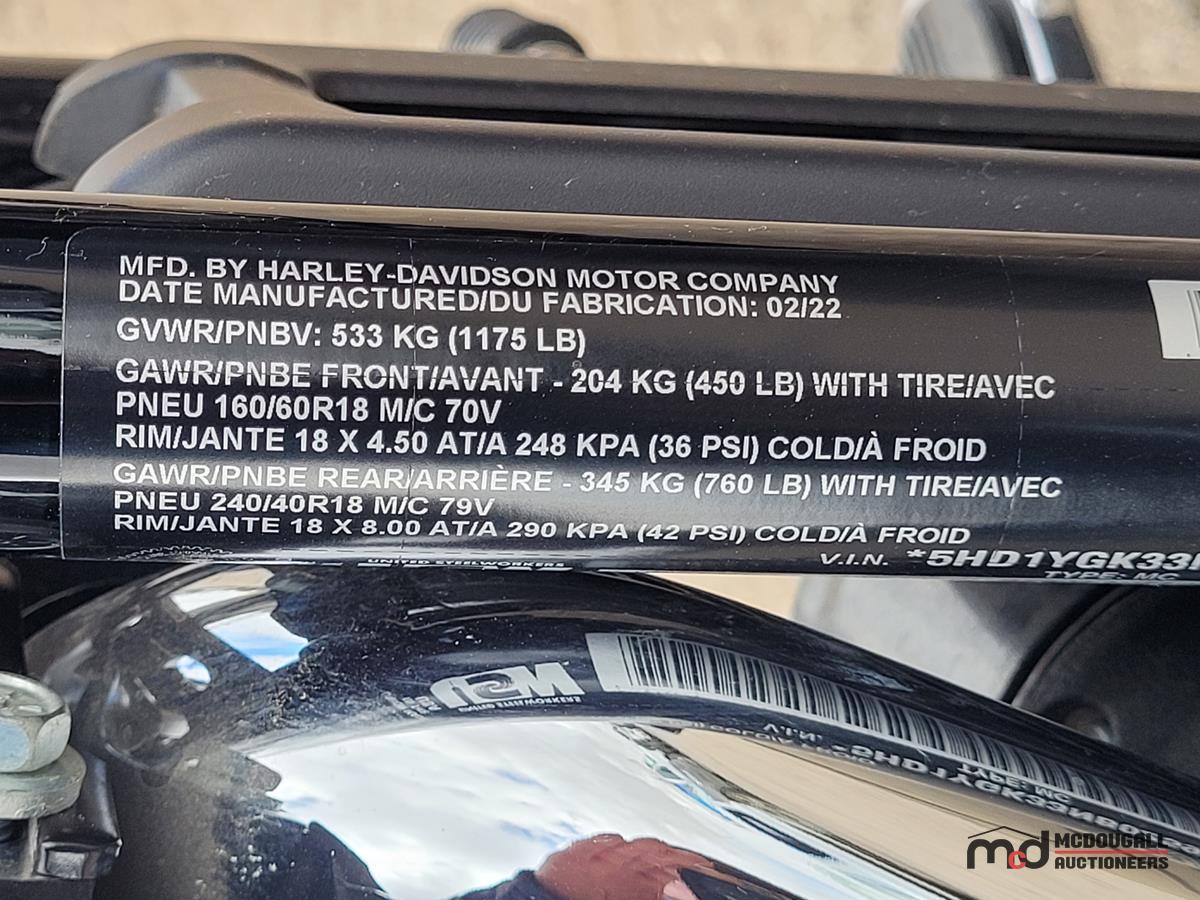 MFD. BY HARLEY-DAVIDSON MOTOR COMPANY
DATE MANUFACTURED/DU FABRICATION: 02/22
GVWR/PNBV: 533 KG (1175 LB)
GAWR/PNBE FRONT/AVANT - 204 KG (450 LB) WITH TIRE/AVEC
PNEU 160/60R18 M/C 70V
RIM/JANTE 18 X 4.50 AT/A 248 KPA (36 PSI) COLD/À FROID
GAWR/PNBE REAR/ARRIÈRE - 345 KG (760 LB) WITH TIRE/AVEC
PNEU 240/40R18 M/C 79V
RIM/JANTE 18 X 8.00 AT/A 290 KPA (42 PSI) COLD/À FROID
V.I.N. *5HD1YGK33
UNITED STEELWORKERS
TYPE: MC
mcd MCDOUGALL
AUCTIONEERS